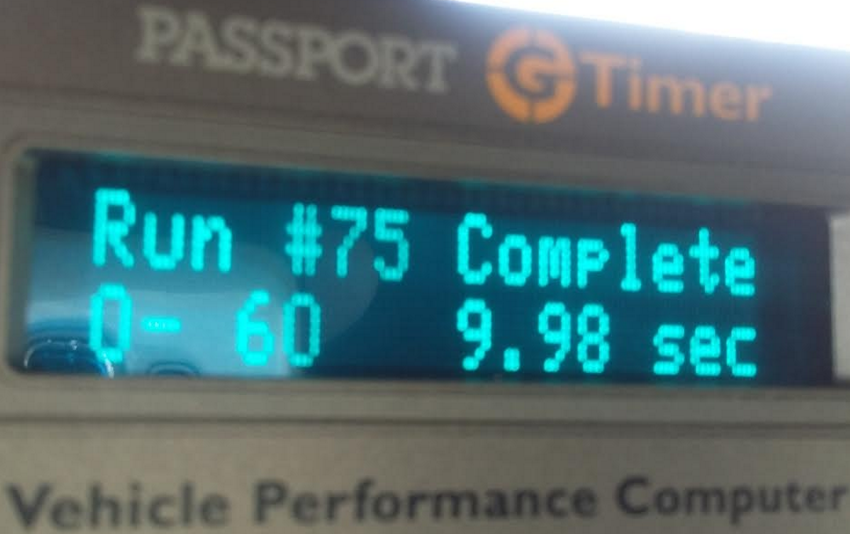 PASSPORT G Timer
Run #75 Complete
0- 60 9.98 sec
Vehicle Performance Computer